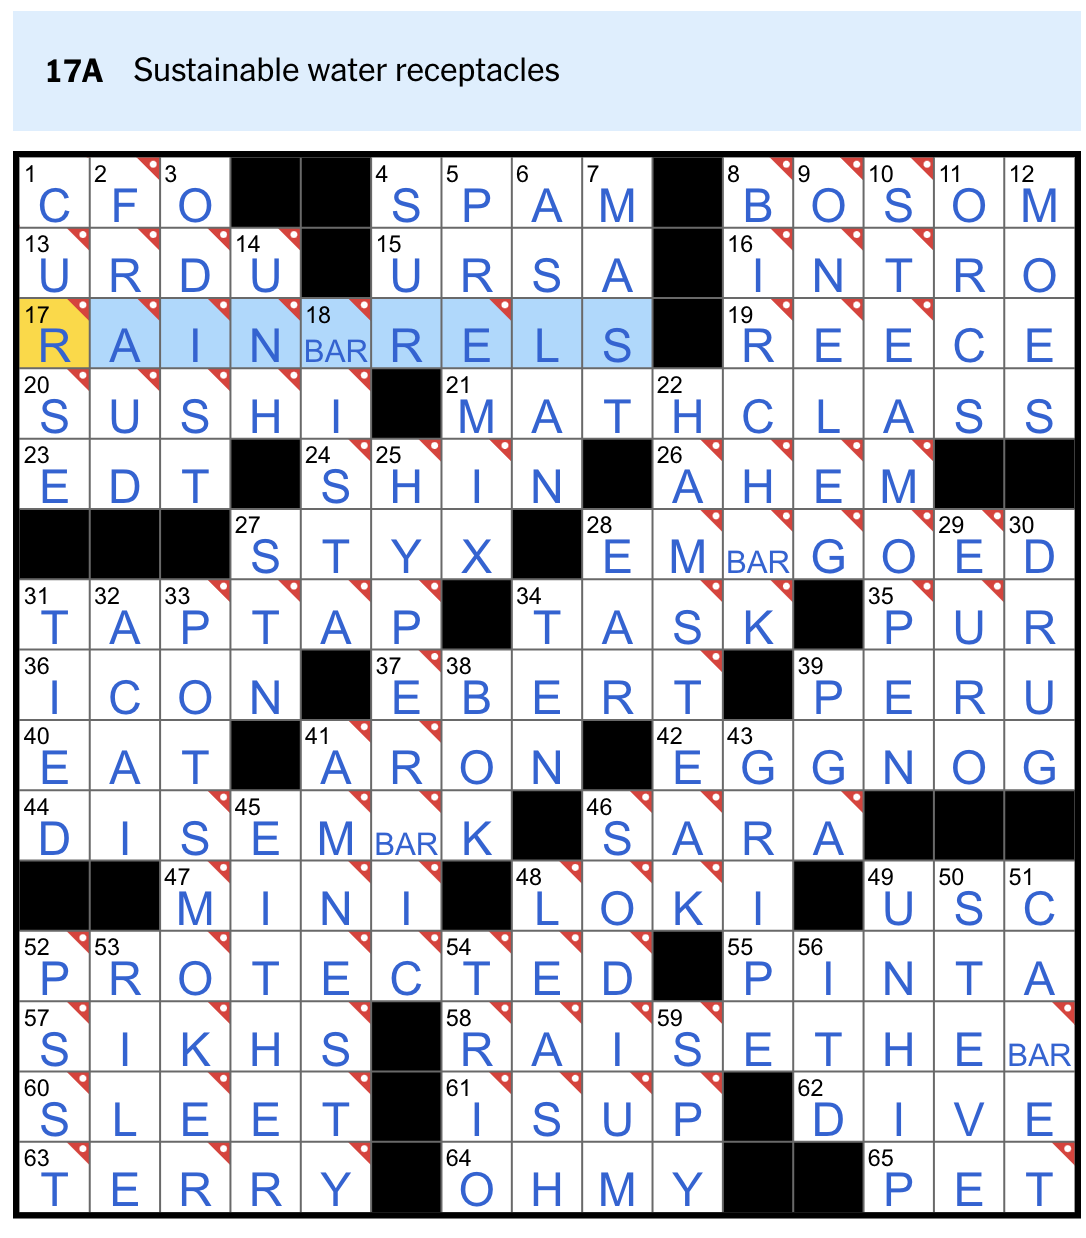 17A Sustainable water receptacles
1 2 3 4 5 6 7 8 9 10 11 12
C F O S P A M B O S O M
13 14 15 16
U R D U U R S A I N T R O
17 18 19
R A I N BAR R E L S R E E C E
20 21 22
S U S H I M A T H C L A S S
23 24 25 26
E D T S H I N A H E M
27 28 29 30
S T Y X E M BAR G O E D
31 32 33 34 35
T A P T A P T A S K P U R
36 37 38 39
I C O N E B E R T P E R U
40 41 42 43
E A T A R O N E G G N O G
44 45 46
D I S E M BAR K S A R A
47 48 49 50 51
M I N I L O K I U S C
52 53 54 55 56
P R O T E C T E D P I N T A
57 58 59
S I K H S R A I S E T H E BAR
60 61 62
S L E E T I S U P D I V E
63 64 65
T E R R Y O H M Y P E T